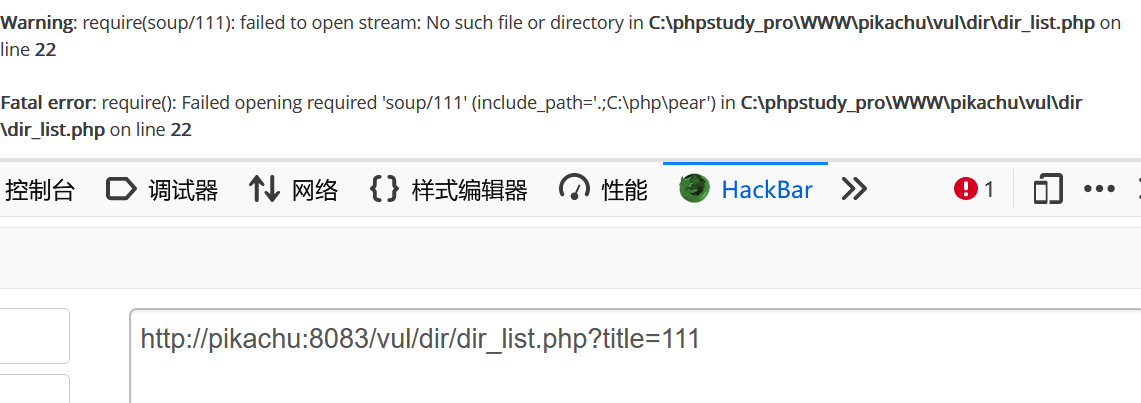 Warning: require(soup/111): failed to open stream: No such file or directory in C:\phpstudy_pro\WWW\pikachu\vul\dir\dir_list.php on
line 22
Fatal error: require(): Failed opening required 'soup/111' (include_path='.;C:\php\pear') in C:\phpstudy_pro\WWW\pikachu\vul\dir
\dir_list.php on line 22
控制台 调试器 网络 {} 样式编辑器 性能 HackBar 1
http://pikachu:8083/vul/dir/dir_list.php?title=111